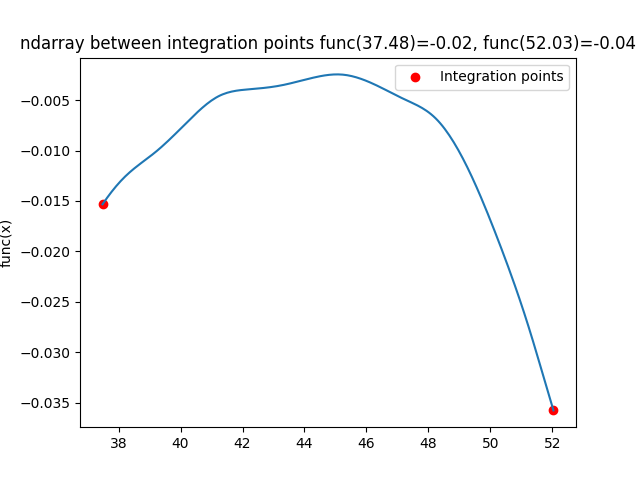 ndarray between integration points func(37.48)=-0.02, func(52.03)=-0.04
Integration points
func(x)
−0.005
−0.010
−0.015
−0.020
−0.025
−0.030
−0.035
38 40 42 44 46 48 50 52